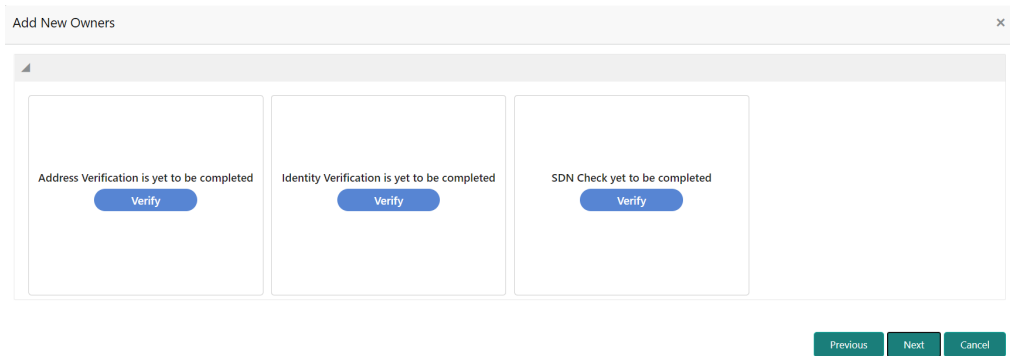 Add New Owners
×
Address Verification is yet to be completed
Verify
Identity Verification is yet to be completed
Verify
SDN Check yet to be completed
Verify
Previous
Next
Cancel